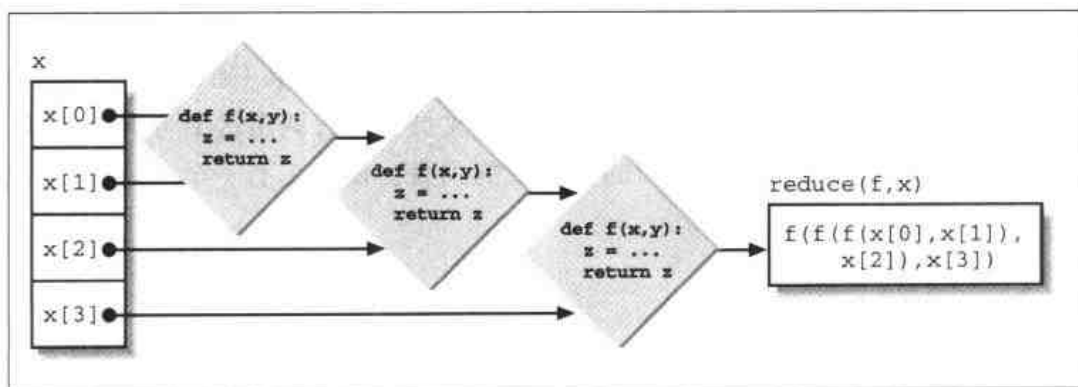 x
x[0]
x[1]
x[2]
x[3]
def f(x,y):
z = ...
return z
def f(x,y):
z = ...
return z
def f(x,y):
z = ...
return z
reduce(f,x)
f(f(f(x[0],x[1]),
x[2]),x[3])